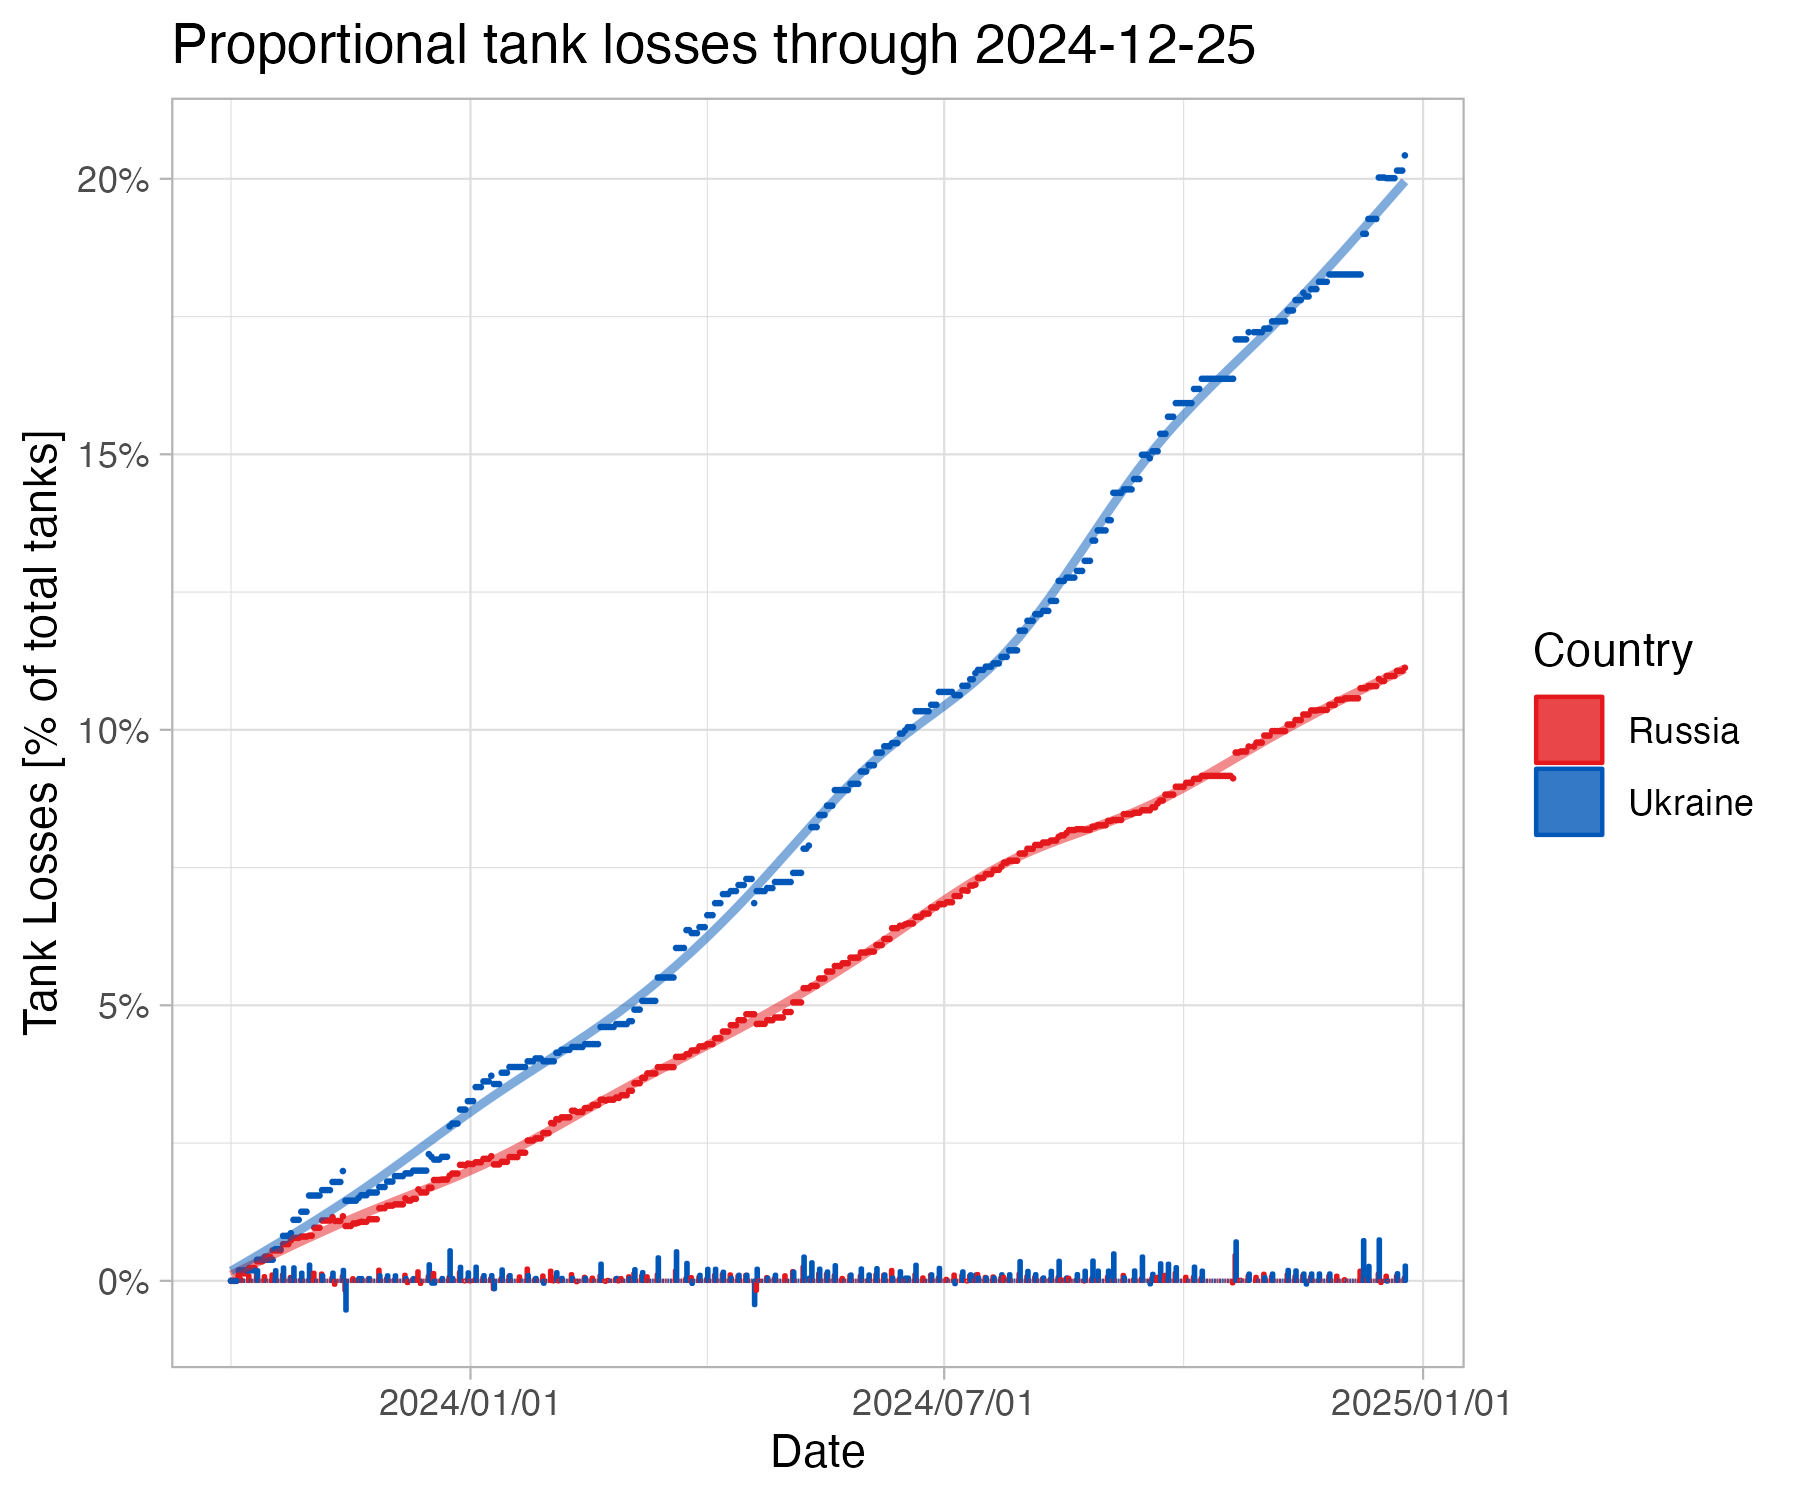 Proportional tank losses through 2024-12-25
Tank Losses [% of total tanks]
20%
15%
10%
5%
0%
2024/01/01
2024/07/01
2025/01/01
Date
Country
Russia
Ukraine